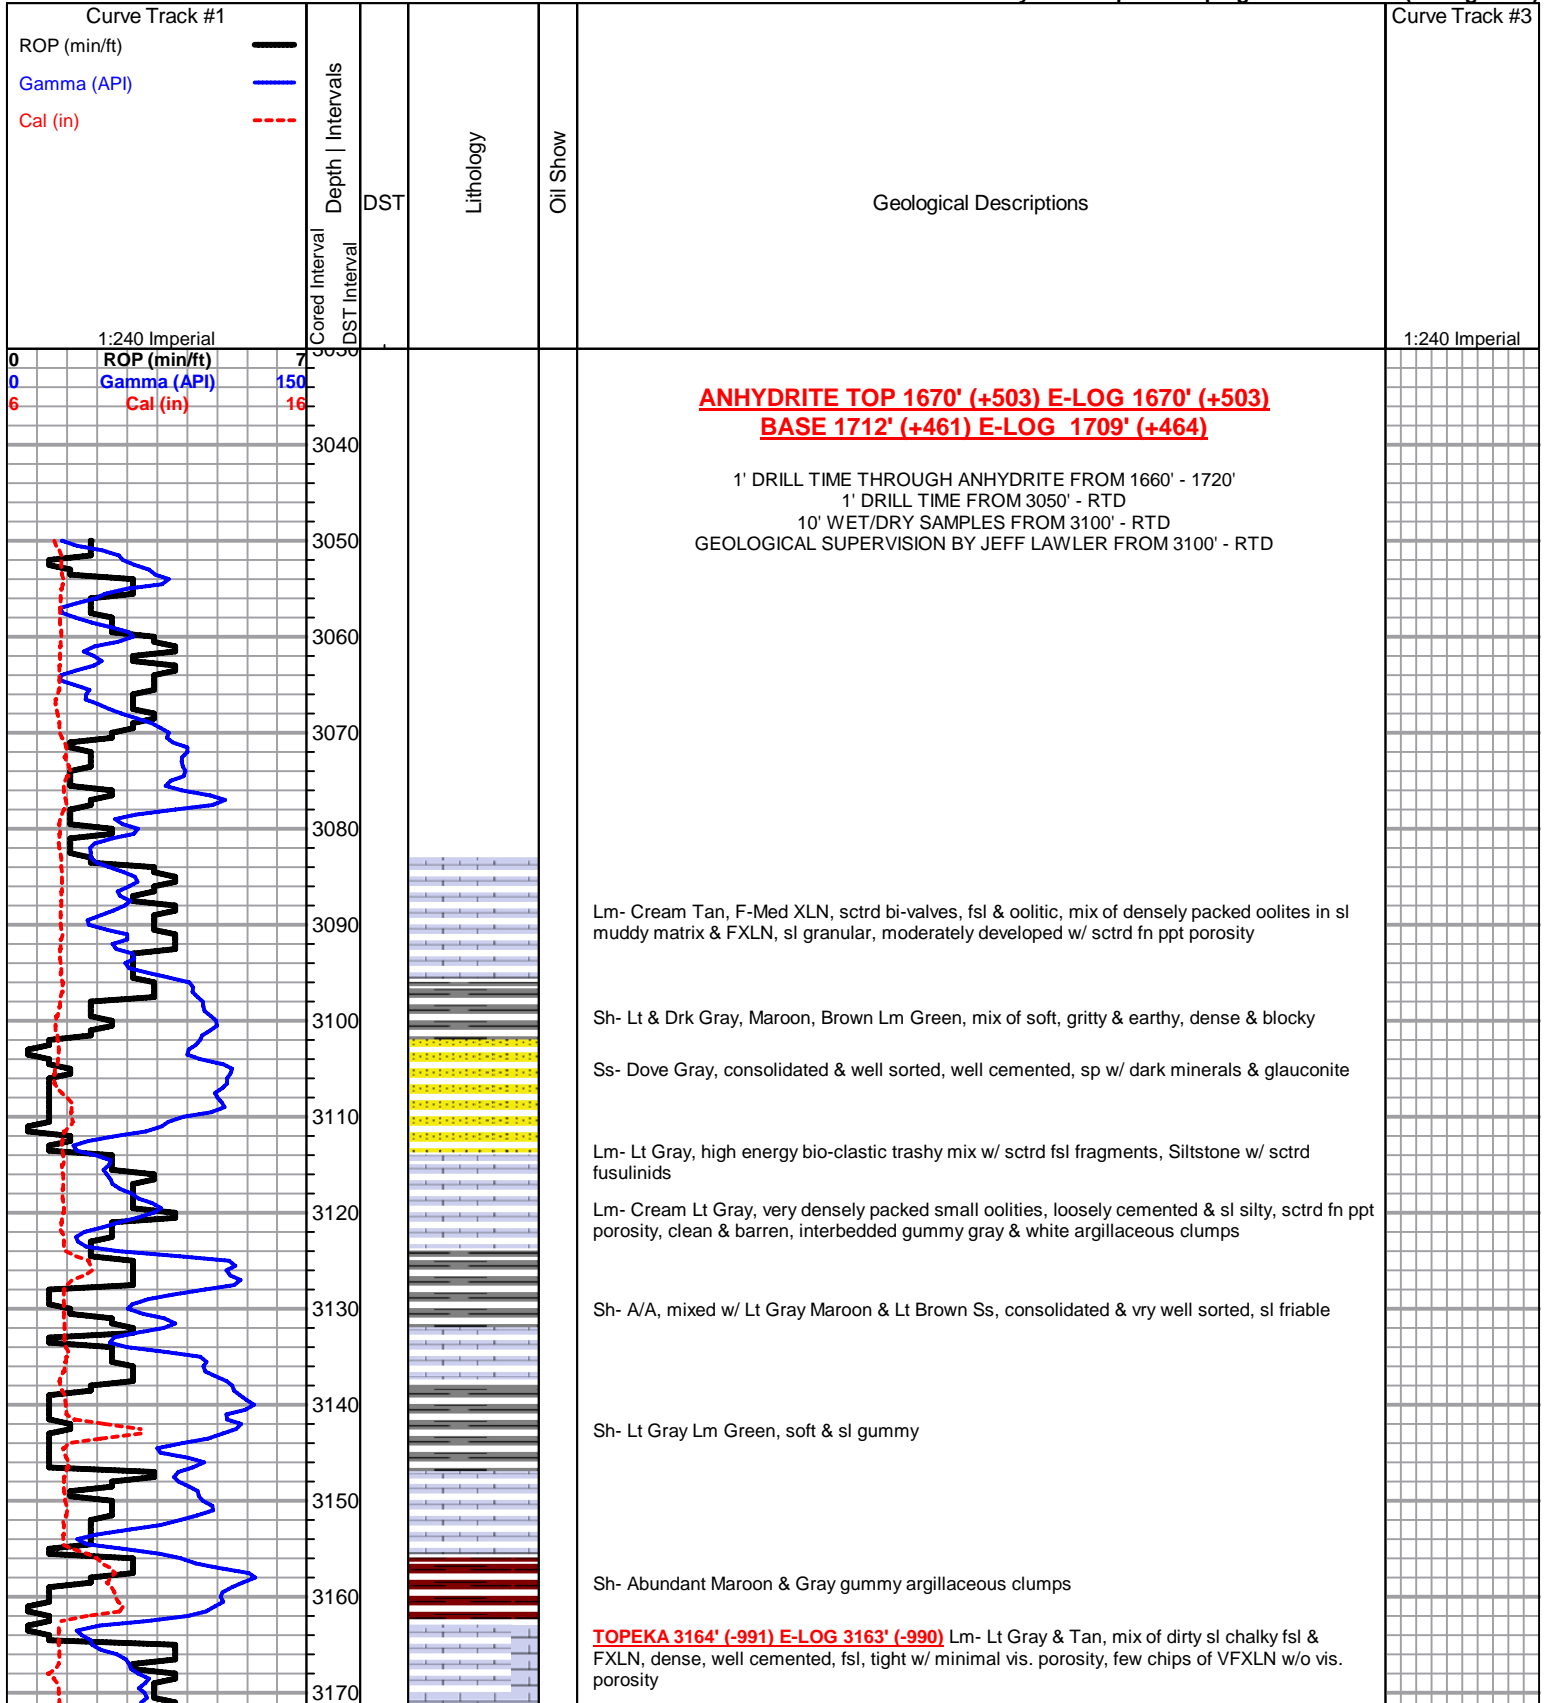 Curve Track #1
ROP (min/ft)
Gamma (API)
Cal (in)
1:240 Imperial
Depth | Intervals
Cored Interval
DST Interval
DST
Lithology
Oil Show
Geological Descriptions
Curve Track #3
1:240 Imperial
0 ROP (min/ft) 7
0 Gamma (API) 150
6 Cal (in) 16
3030
ANHYDRITE TOP 1670' (+503) E-LOG 1670' (+503)
BASE 1712' (+461) E-LOG 1709' (+464)
3040
1' DRILL TIME THROUGH ANHYDRITE FROM 1660' - 1720'
1' DRILL TIME FROM 3050' - RTD
10' WET/DRY SAMPLES FROM 3100' - RTD
GEOLOGICAL SUPERVISION BY JEFF LAWLER FROM 3100' - RTD
3050
3060
3070
3080
Lm- Cream Tan, F-Med XLN, sctrd bi-valves, fsl & oolitic, mix of densely packed oolites in sl
muddy matrix & FXLN, sl granular, moderately developed w/ sctrd fn ppt porosity
3090
Sh- Lt & Drk Gray, Maroon, Brown Lm Green, mix of soft, gritty & earthy, dense & blocky
3100
Ss- Dove Gray, consolidated & well sorted, well cemented, sp w/ dark minerals & glauconite
3110
Lm- Lt Gray, high energy bio-clastic trashy mix w/ sctrd fsl fragments, Siltstone w/ sctrd
fusulinids
Lm- Cream Lt Gray, very densely packed small oolities, loosely cemented & sl silty, sctrd fn ppt
porosity, clean & barren, interbedded gummy gray & white argillaceous clumps
3120
Sh- A/A, mixed w/ Lt Gray Maroon & Lt Brown Ss, consolidated & vry well sorted, sl friable
3130
3140
Sh- Lt Gray Lm Green, soft & sl gummy
3150
Sh- Abundant Maroon & Gray gummy argillaceous clumps
3160
TOPEKA 3164' (-991) E-LOG 3163' (-990) Lm- Lt Gray & Tan, mix of dirty sl chalky fsl &
FXLN, dense, well cemented, fsl, tight w/ minimal vis. porosity, few chips of VFXLN w/o vis.
porosity
3170